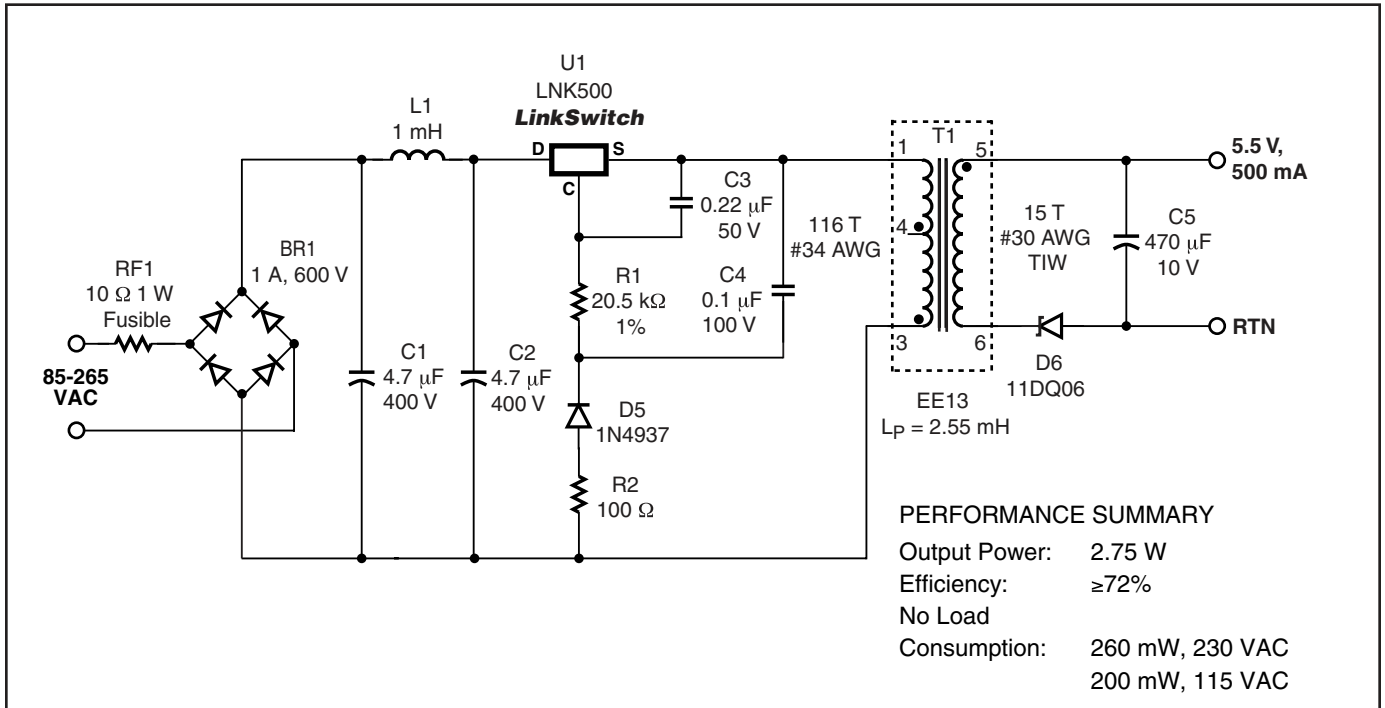 U1
LNK500
LinkSwitch
L1
1 mH
D
S
C
T1
1
5
5.5 V,
500 mA
C3
0.22 µF
50 V
116 T
#34 AWG
4
15 T
#30 AWG
TIW
C5
470 µF
10 V
BR1
1 A, 600 V
RF1
10 Ω 1 W
Fusible
R1
20.5 kΩ
1%
C4
0.1 µF
100 V
3
6
RTN
85-265
VAC
C1
4.7 µF
400 V
C2
4.7 µF
400 V
D5
1N4937
D6
11DQ06
EE13
LP = 2.55 mH
R2
100 Ω
PERFORMANCE SUMMARY
Output Power: 2.75 W
Efficiency: ≥72%
No Load
Consumption: 260 mW, 230 VAC
200 mW, 115 VAC